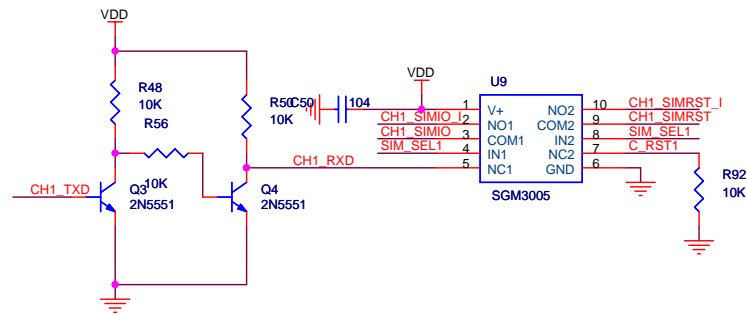 VDD
R48
10K
R56
10K
CH1_TXD
Q3
2N5551
R50
10K
Q4
2N5551
CH1_RXD
C50
104
VDD
U9
1
V+
CH1_SIMIO_I
2
NO1
CH1_SIMIO
3
COM1
SIM_SEL1
4
IN1
5
NC1
NO2
10
CH1_SIMRST_I
COM2
9
CH1_SIMRST
IN2
8
SIM_SEL1
NC2
7
C_RST1
GND
6
SGM3005
R92
10K